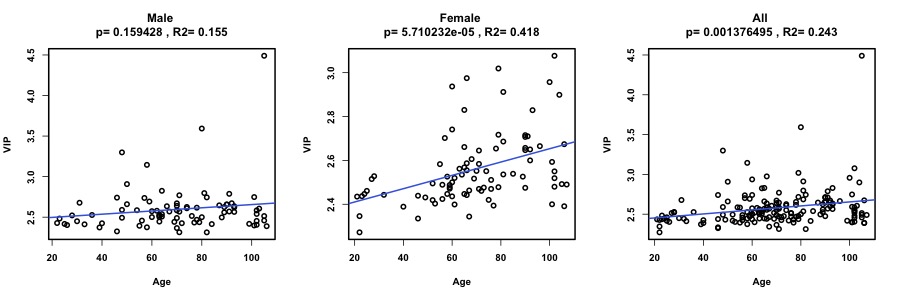 Male
p= 0.159428 , R2= 0.155
VIP
4.5
4.0
3.5
3.0
2.5
20 40 60 80 100
Age
Female
p= 5.710232e-05 , R2= 0.418
VIP
3.0
2.8
2.6
2.4
20 40 60 80 100
Age
All
p= 0.001376495 , R2= 0.243
VIP
4.5
4.0
3.5
3.0
2.5
20 40 60 80 100
Age